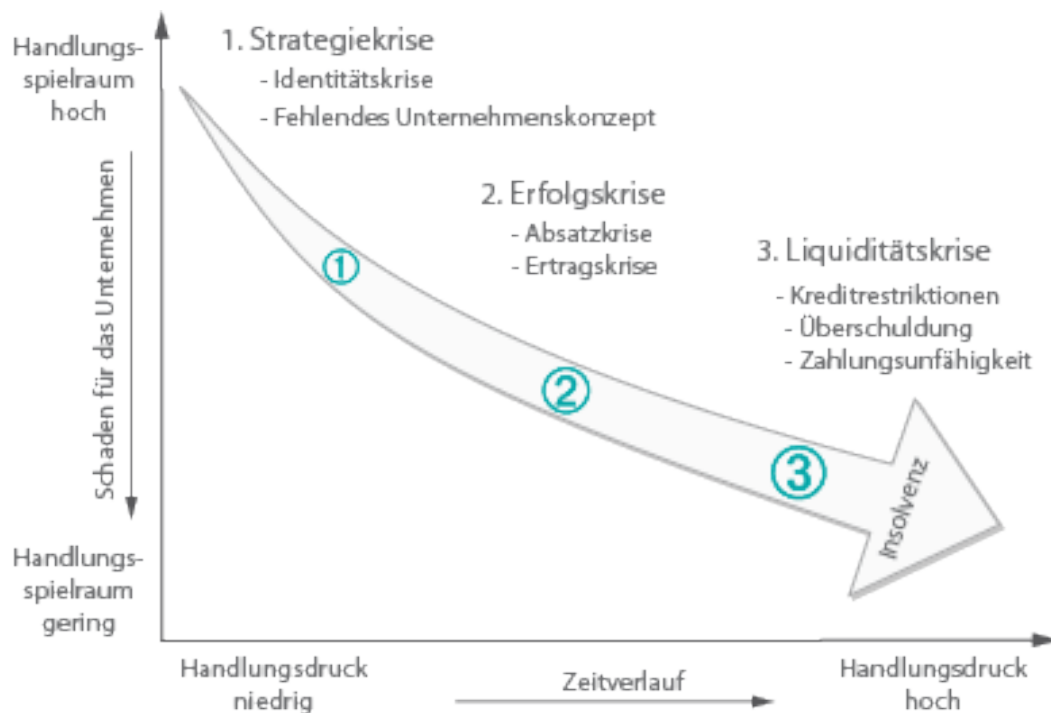 Handlungs-
spielraum
hoch
1. Strategiekrise
- Identitätskrise
- Fehlendes Unternehmenskonzept
2. Erfolgskrise
- Absatzkrise
- Ertragskrise
3. Liquiditätskrise
- Kreditrestriktionen
- Überschuldung
- Zahlungsunfähigkeit
Schaden für das Unternehmen
1
2
3
Insolvenz
Handlungs-
spielraum
gering
Handlungsdruck
niedrig
Zeitverlauf
Handlungsdruck
hoch